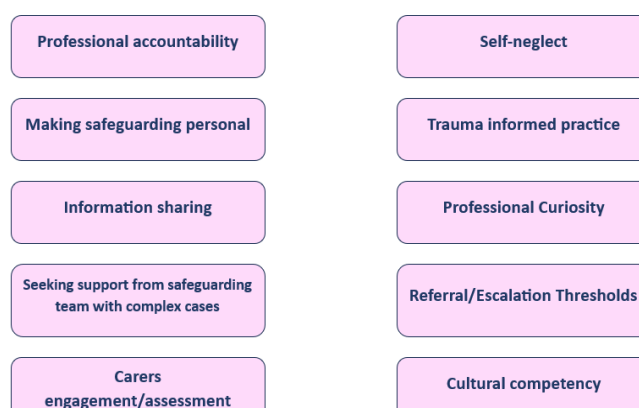 Professional accountability
Self-neglect
Making safeguarding personal
Trauma informed practice
Information sharing
Professional Curiosity
Seeking support from safeguarding
team with complex cases
Referral/Escalation Thresholds
Carers
engagement/assessment
Cultural competency